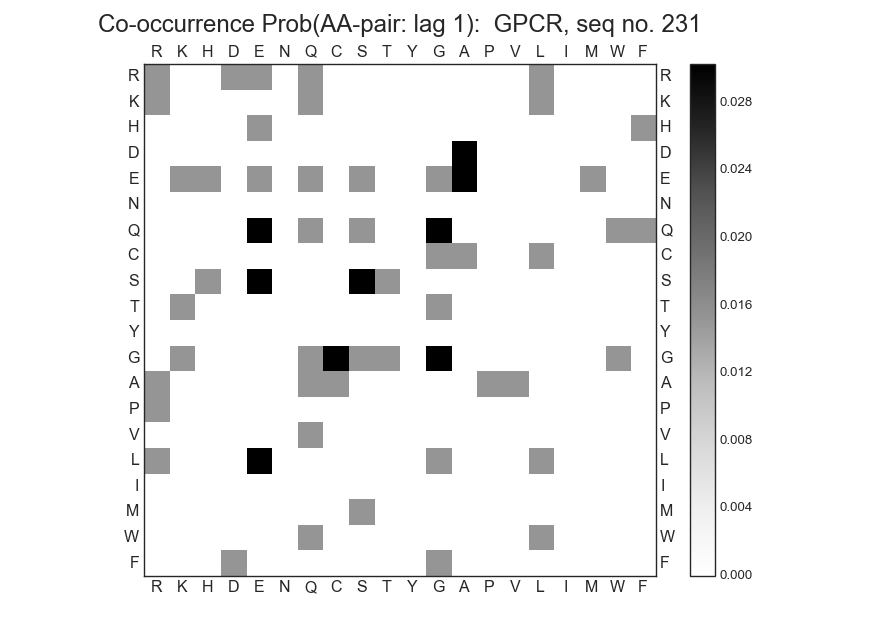 Co-occurrence Prob(AA-pair: lag 1):  GPCR, seq no. 231
R K H D E N Q C S T Y G A P V L I M W F
R R
K K
H H
D D
E E
N N
Q Q
C C
S S
T T
Y Y
G G
A A
P P
V V
L L
I I
M M
W W
F F
R K H D E N Q C S T Y G A P V L I M W F
0.028
0.024
0.020
0.016
0.012
0.008
0.004
0.000